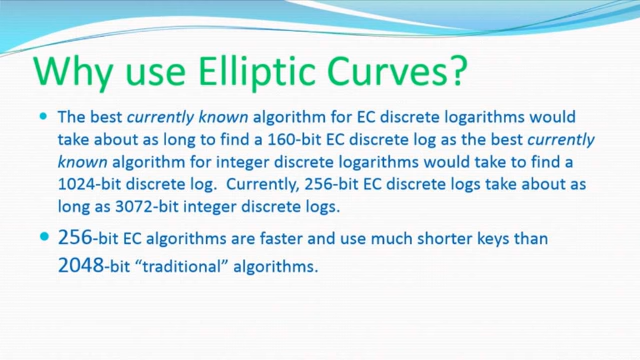 Why use Elliptic Curves?
• The best currently known algorithm for EC discrete logarithms would
take about as long to find a 160-bit EC discrete log as the best currently
known algorithm for integer discrete logarithms would take to find a
1024-bit discrete log.  Currently, 256-bit EC discrete logs take about as
long as 3072-bit integer discrete logs.
• 256-bit EC algorithms are faster and use much shorter keys than
2048-bit “traditional” algorithms.